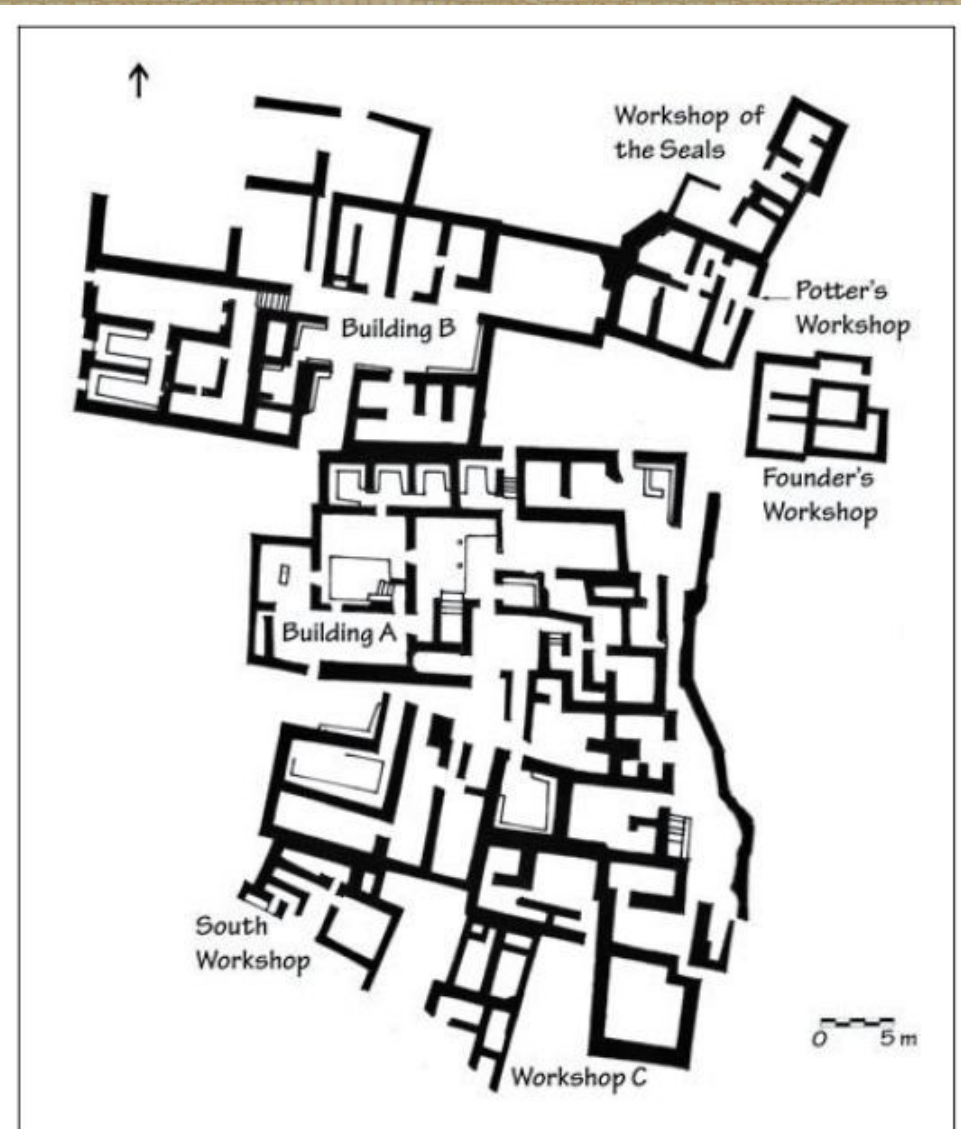 Workshop of
the Seals
Potter's
Workshop
Building B
Founder's
Workshop
Building A
South
Workshop
Workshop C
0 5 m